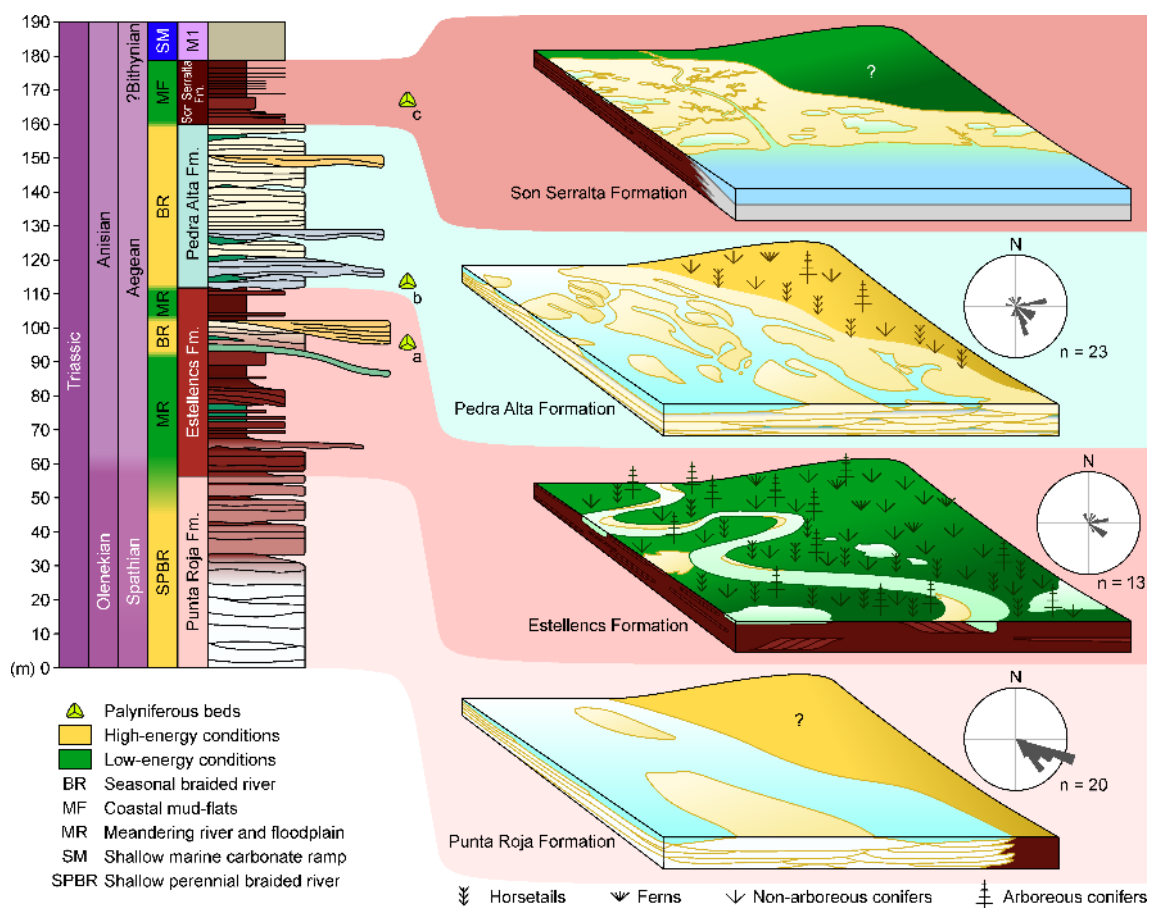 190
180
170
160
150
140
130
120
110
100
90
80
70
60
50
40
30
20
10
(m) 0
Triassic
Anisian
Olenekian
?Bithynian
Aegean
Spathian
SM
MF
BR
MR
BR
MR
SPBR
M1
Son Serralta Fm.
Pedra Alta Fm.
Estellencs Fm.
Punta Roja Fm.
c
b
a
?
Son Serralta Formation
N
n = 23
Pedra Alta Formation
N
n = 13
Estellencs Formation
N
?
n = 20
Punta Roja Formation
Palyniferous beds
High-energy conditions
Low-energy conditions
BR Seasonal braided river
MF Coastal mud-flats
MR Meandering river and floodplain
SM Shallow marine carbonate ramp
SPBR Shallow perennial braided river
Horsetails Ferns Non-arboreous conifers Arboreous conifers